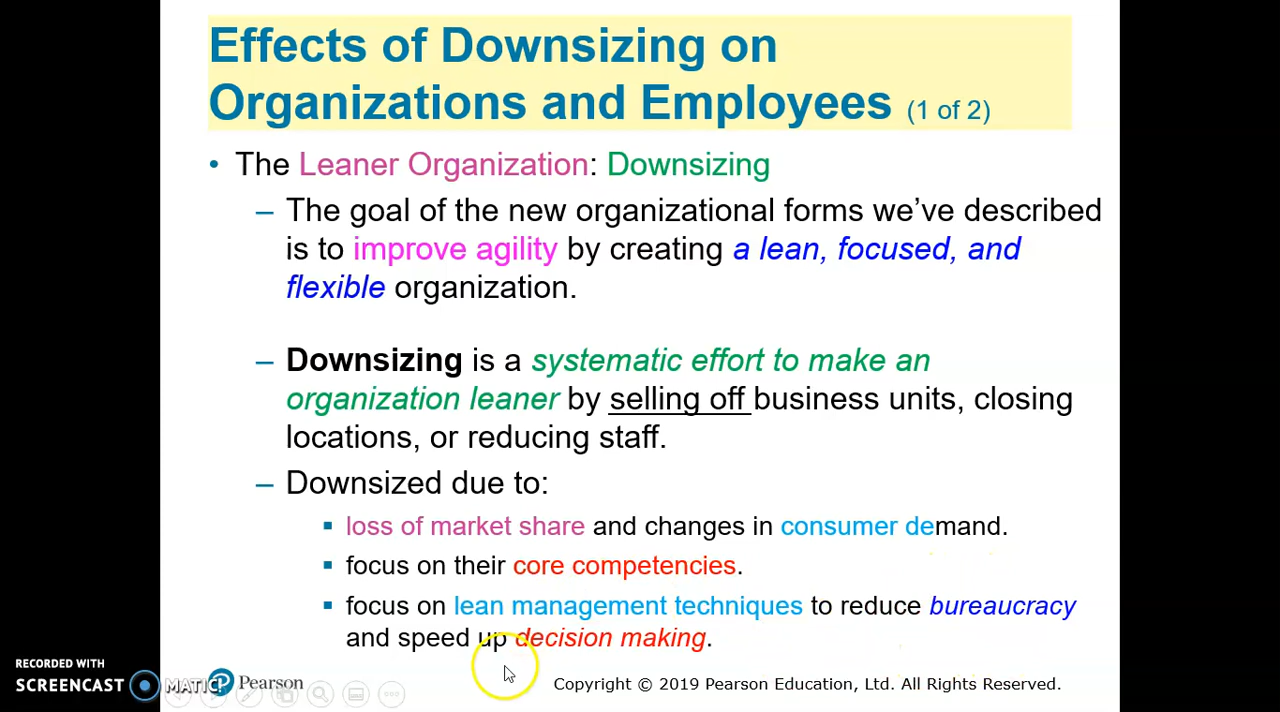 Effects of Downsizing on
Organizations and Employees (1 of 2)
• The Leaner Organization: Downsizing
– The goal of the new organizational forms we’ve described
is to improve agility by creating a lean, focused, and
flexible organization.
– Downsizing is a systematic effort to make an
organization leaner by selling off business units, closing
locations, or reducing staff.
– Downsized due to:
▪ loss of market share and changes in consumer demand.
▪ focus on their core competencies.
▪ focus on lean management techniques to reduce bureaucracy
and speed up decision making.
RECORDED WITH
SCREENCAST MATIC
Pearson
Copyright © 2019 Pearson Education, Ltd. All Rights Reserved.